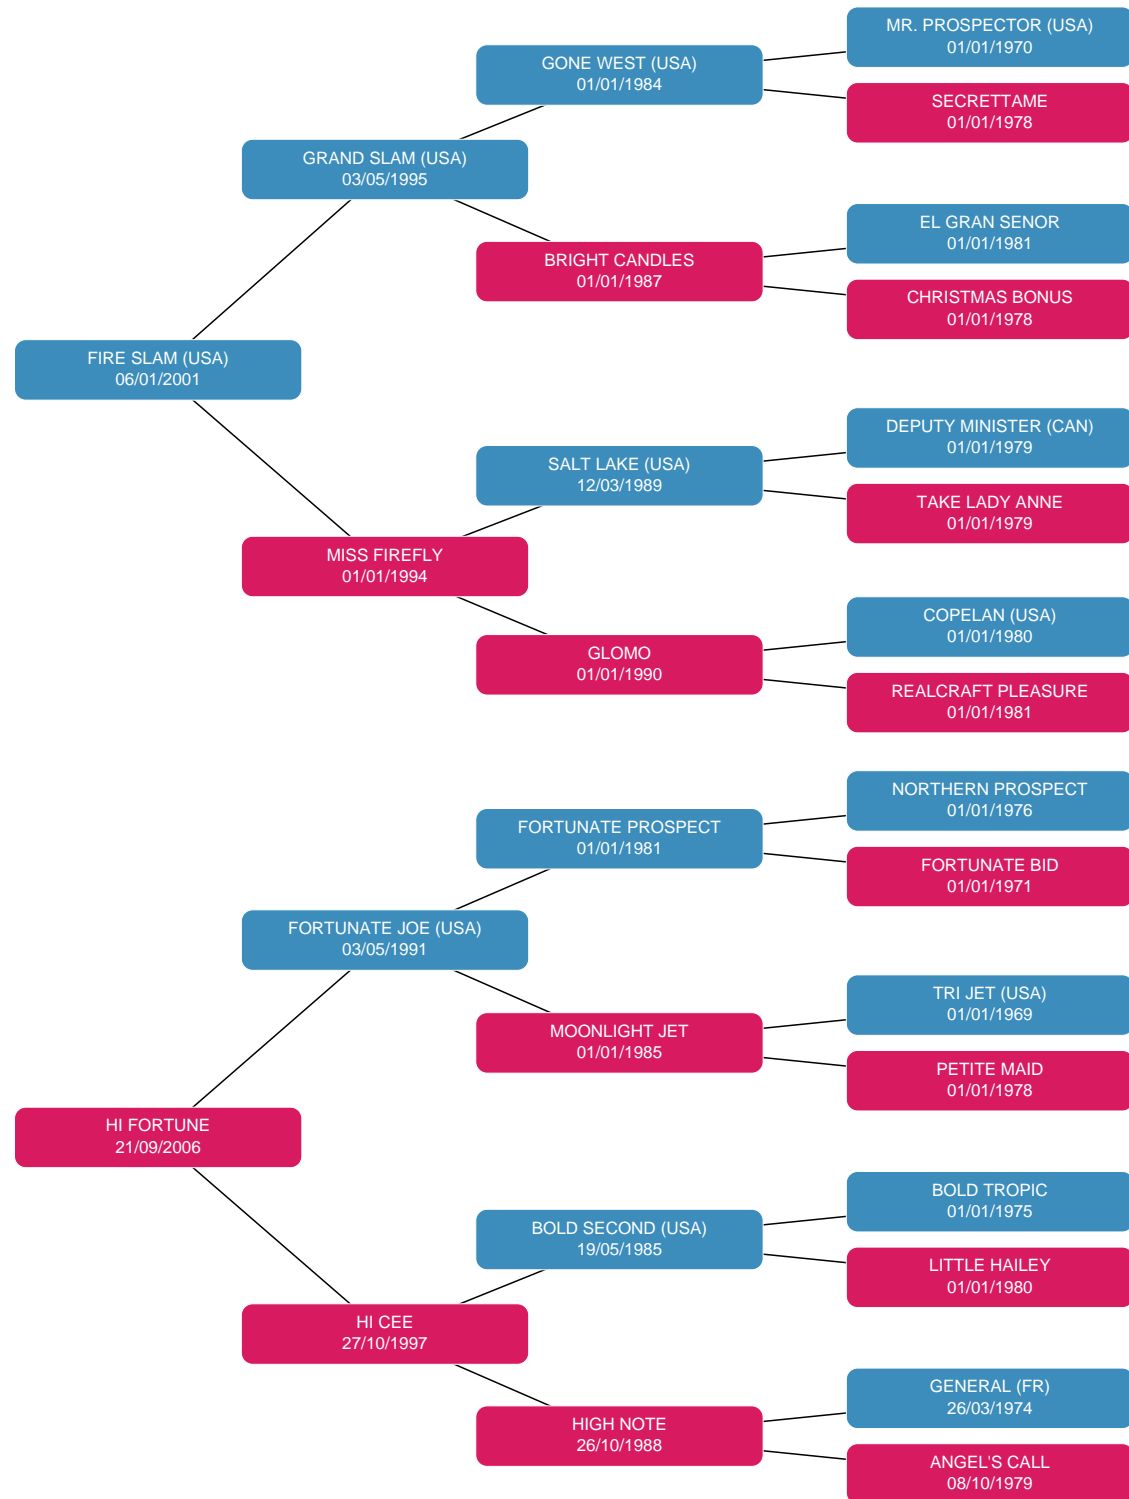 MR. PROSPECTOR (USA)
01/01/1970
GONE WEST (USA)
01/01/1984
SECRETTAME
01/01/1978
GRAND SLAM (USA)
03/05/1995
EL GRAN SENOR
01/01/1981
BRIGHT CANDLES
01/01/1987
CHRISTMAS BONUS
01/01/1978
FIRE SLAM (USA)
06/01/2001
DEPUTY MINISTER (CAN)
01/01/1979
SALT LAKE (USA)
12/03/1989
TAKE LADY ANNE
01/01/1979
MISS FIREFLY
01/01/1994
COPELAN (USA)
01/01/1980
GLOMO
01/01/1990
REALCRAFT PLEASURE
01/01/1981
NORTHERN PROSPECT
01/01/1976
FORTUNATE PROSPECT
01/01/1981
FORTUNATE BID
01/01/1971
FORTUNATE JOE (USA)
03/05/1991
TRI JET (USA)
01/01/1969
MOONLIGHT JET
01/01/1985
PETITE MAID
01/01/1978
HI FORTUNE
21/09/2006
BOLD TROPIC
01/01/1975
BOLD SECOND (USA)
19/05/1985
LITTLE HAILEY
01/01/1980
HI CEE
27/10/1997
GENERAL (FR)
26/03/1974
HIGH NOTE
26/10/1988
ANGEL'S CALL
08/10/1979